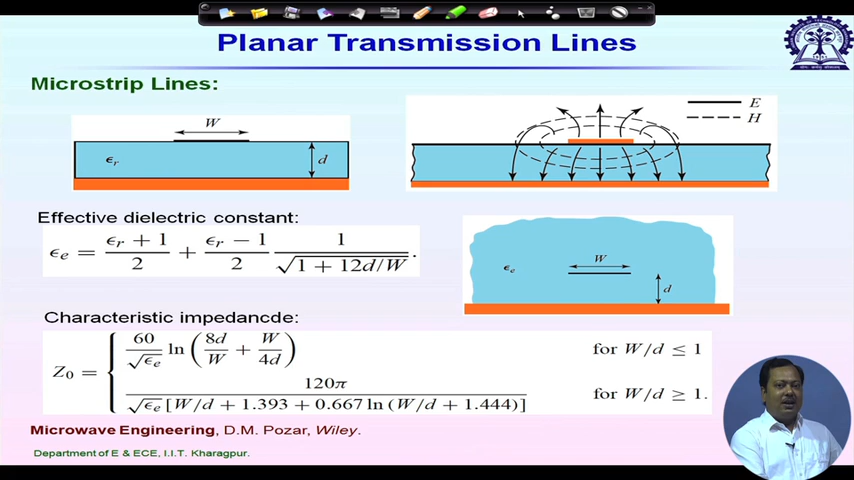 Planar Transmission Lines
Microstrip Lines:
W
ϵr
d
E
H
Effective dielectric constant:
ϵe = (ϵr + 1)/2 + (ϵr − 1)/2 1/√(1 + 12d/W).
ϵe
W
d
Characteristic impedancde:
Z0 = { 60/√ϵe ln (8d/W + W/4d) for W/d ≤ 1
120π/(√ϵe [W/d + 1.393 + 0.667 ln (W/d + 1.444)]) for W/d ≥ 1.
Microwave Engineering, D.M. Pozar, Wiley.
Department of E & ECE, I.I.T. Kharagpur.